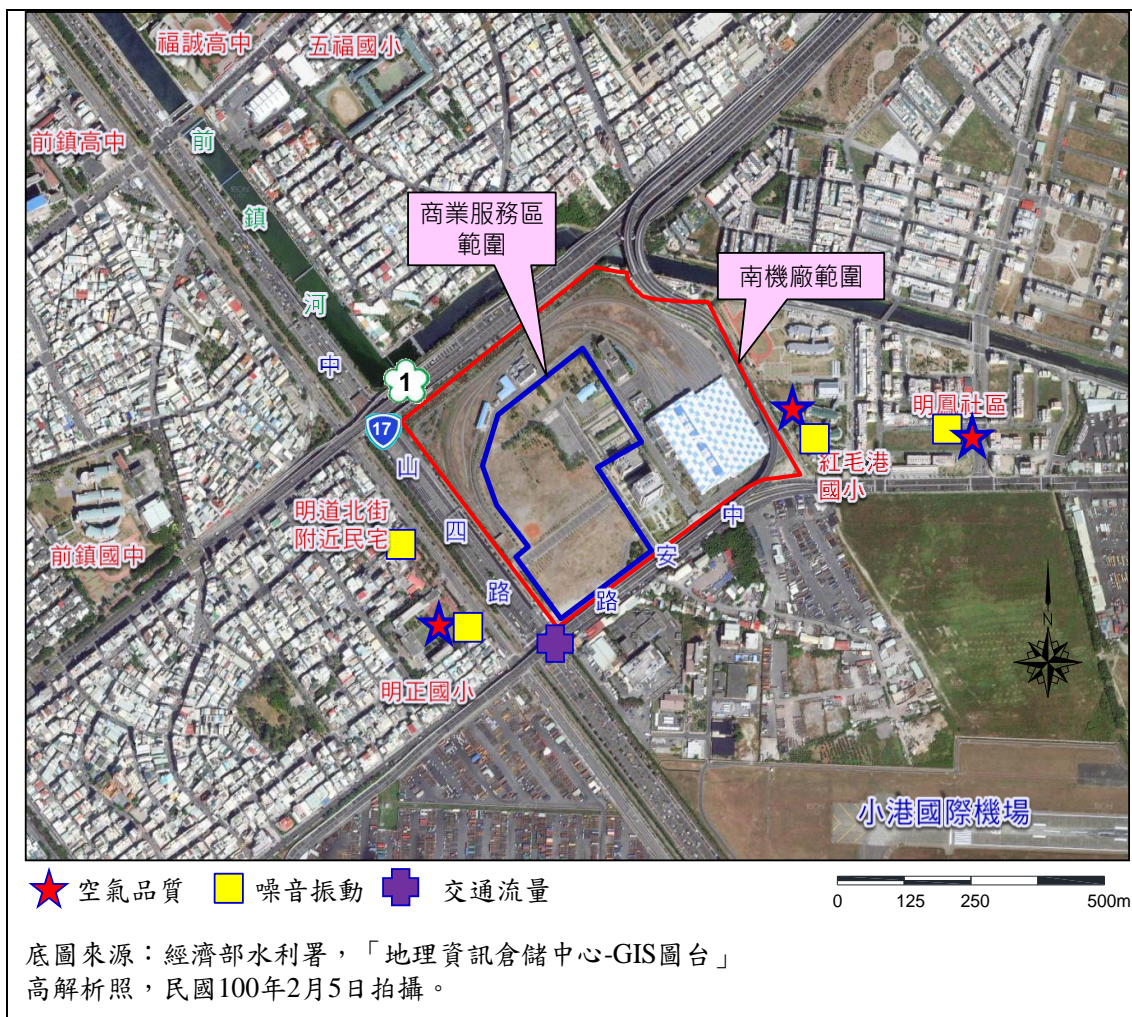 福誠高中
五福國小
前鎮高中
前
鎮
河
商業服務區
範圍
南機廠範圍
中
1
17
山
四
路
明鳳社區
紅毛港
國小
明道北街
附近民宅
前鎮國中
中
安
路
明正國小
N
小港國際機場
空氣品質
噪音振動
交通流量
0 125 250 500m
底圖來源：經濟部水利署，「地理資訊倉儲中心-GIS圖台」
高解析照，民國100年2月5日拍攝。